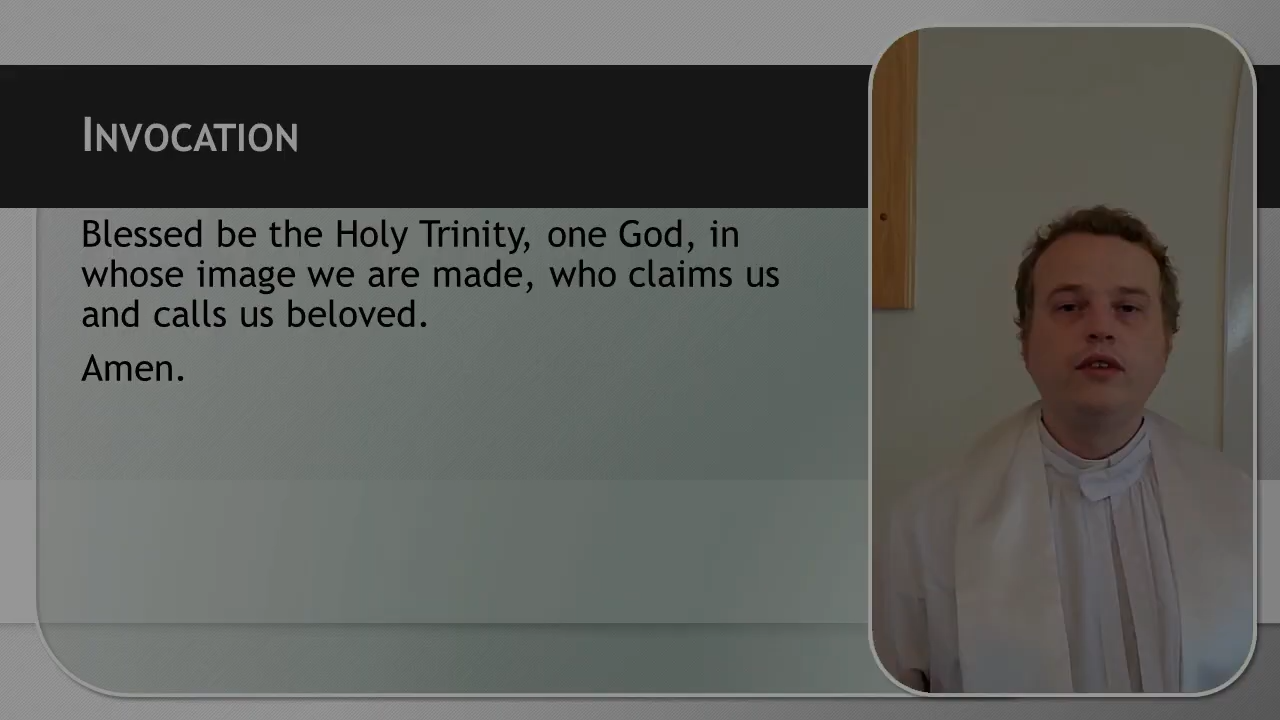 INVOCATION
Blessed be the Holy Trinity, one God, in
whose image we are made, who claims us
and calls us beloved.
Amen.